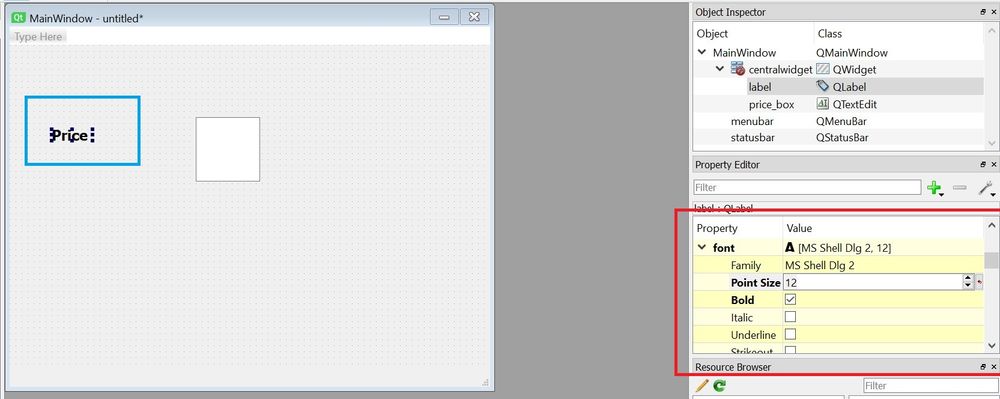 Qt MainWindow - untitled*
Type Here
Price
Object Inspector
Object Class
MainWindow QMainWindow
centralwidget QWidget
label QLabel
price_box AI QTextEdit
menubar QMenuBar
statusbar QStatusBar
Property Editor
Filter
label : QLabel
Property Value
font A [MS Shell Dlg 2, 12]
Family MS Shell Dlg 2
Point Size 12
Bold
Italic
Underline
Strikeout
Resource Browser
Filter